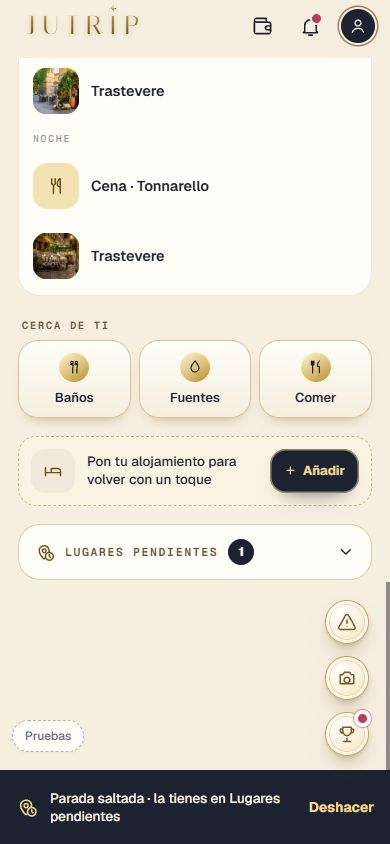 JUTRIP
Trastevere
NOCHE
Cena · Tonnarello
Trastevere
CERCA DE TI
Baños
Fuentes
Comer
Pon tu alojamiento para
volver con un toque
+ Añadir
LUGARES PENDIENTES 1
Pruebas
Parada saltada · la tienes en Lugares
pendientes
Deshacer